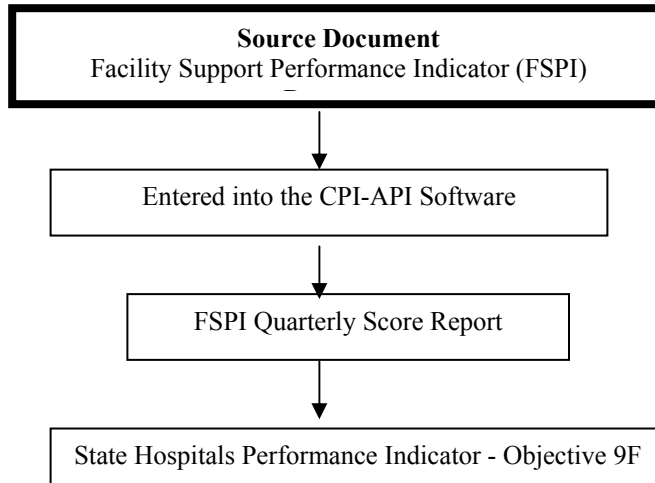 Source Document
Facility Support Performance Indicator (FSPI)
Entered into the CPI-API Software
FSPI Quarterly Score Report
State Hospitals Performance Indicator - Objective 9F